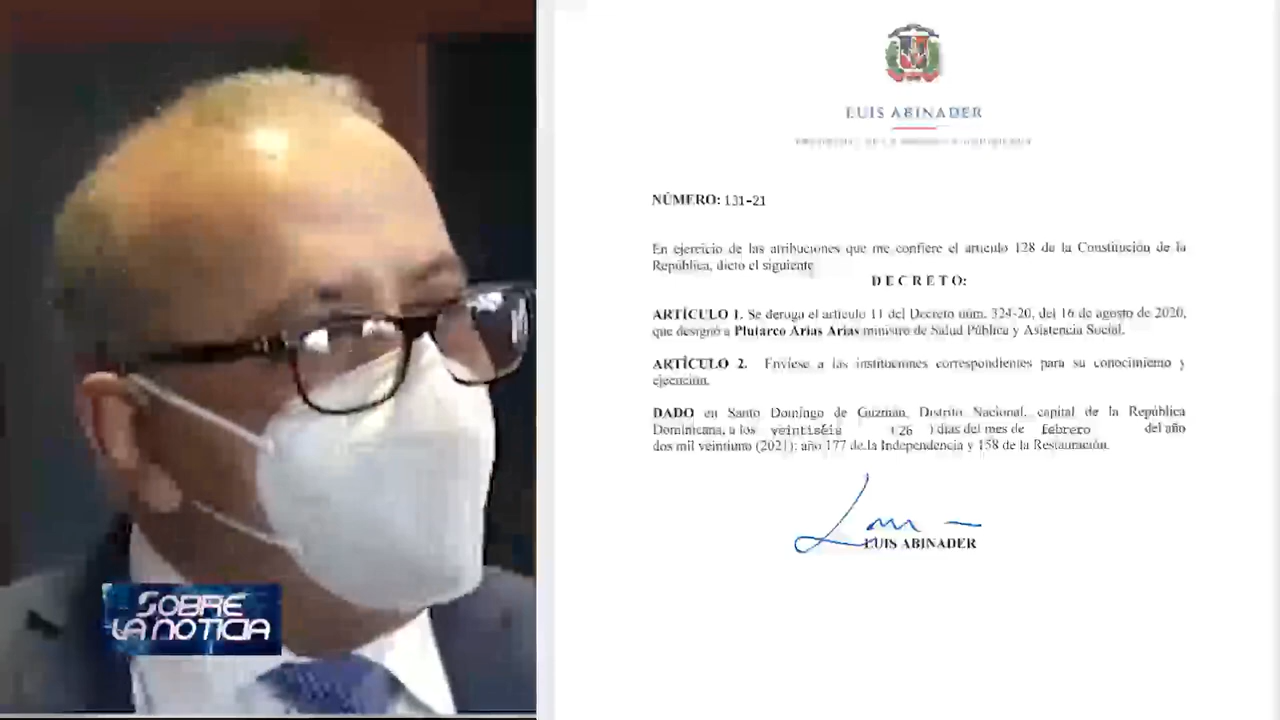 SOBRE
LA NOTICIA
LUIS ABINADER
NÚMERO: 131-21
En ejercicio de las atribuciones que me confiere el artículo 128 de la Constitución de la
República, dicto el siguiente
DECRETO:
ARTÍCULO 1. Se deroga el artículo 11 del Decreto núm. 324-20, del 16 de agosto de 2020,
que designó a Plutarco Arias Arias ministro de Salud Pública y Asistencia Social.
ARTÍCULO 2. Envíese a las instituciones correspondientes para su conocimiento y
ejecución.
DADO en Santo Domingo de Guzmán, Distrito Nacional, capital de la República
Dominicana, a los veintiséis ( 26 ) días del mes de febrero del año
dos mil veintiuno (2021); año 177 de la Independencia y 158 de la Restauración.
LUIS ABINADER